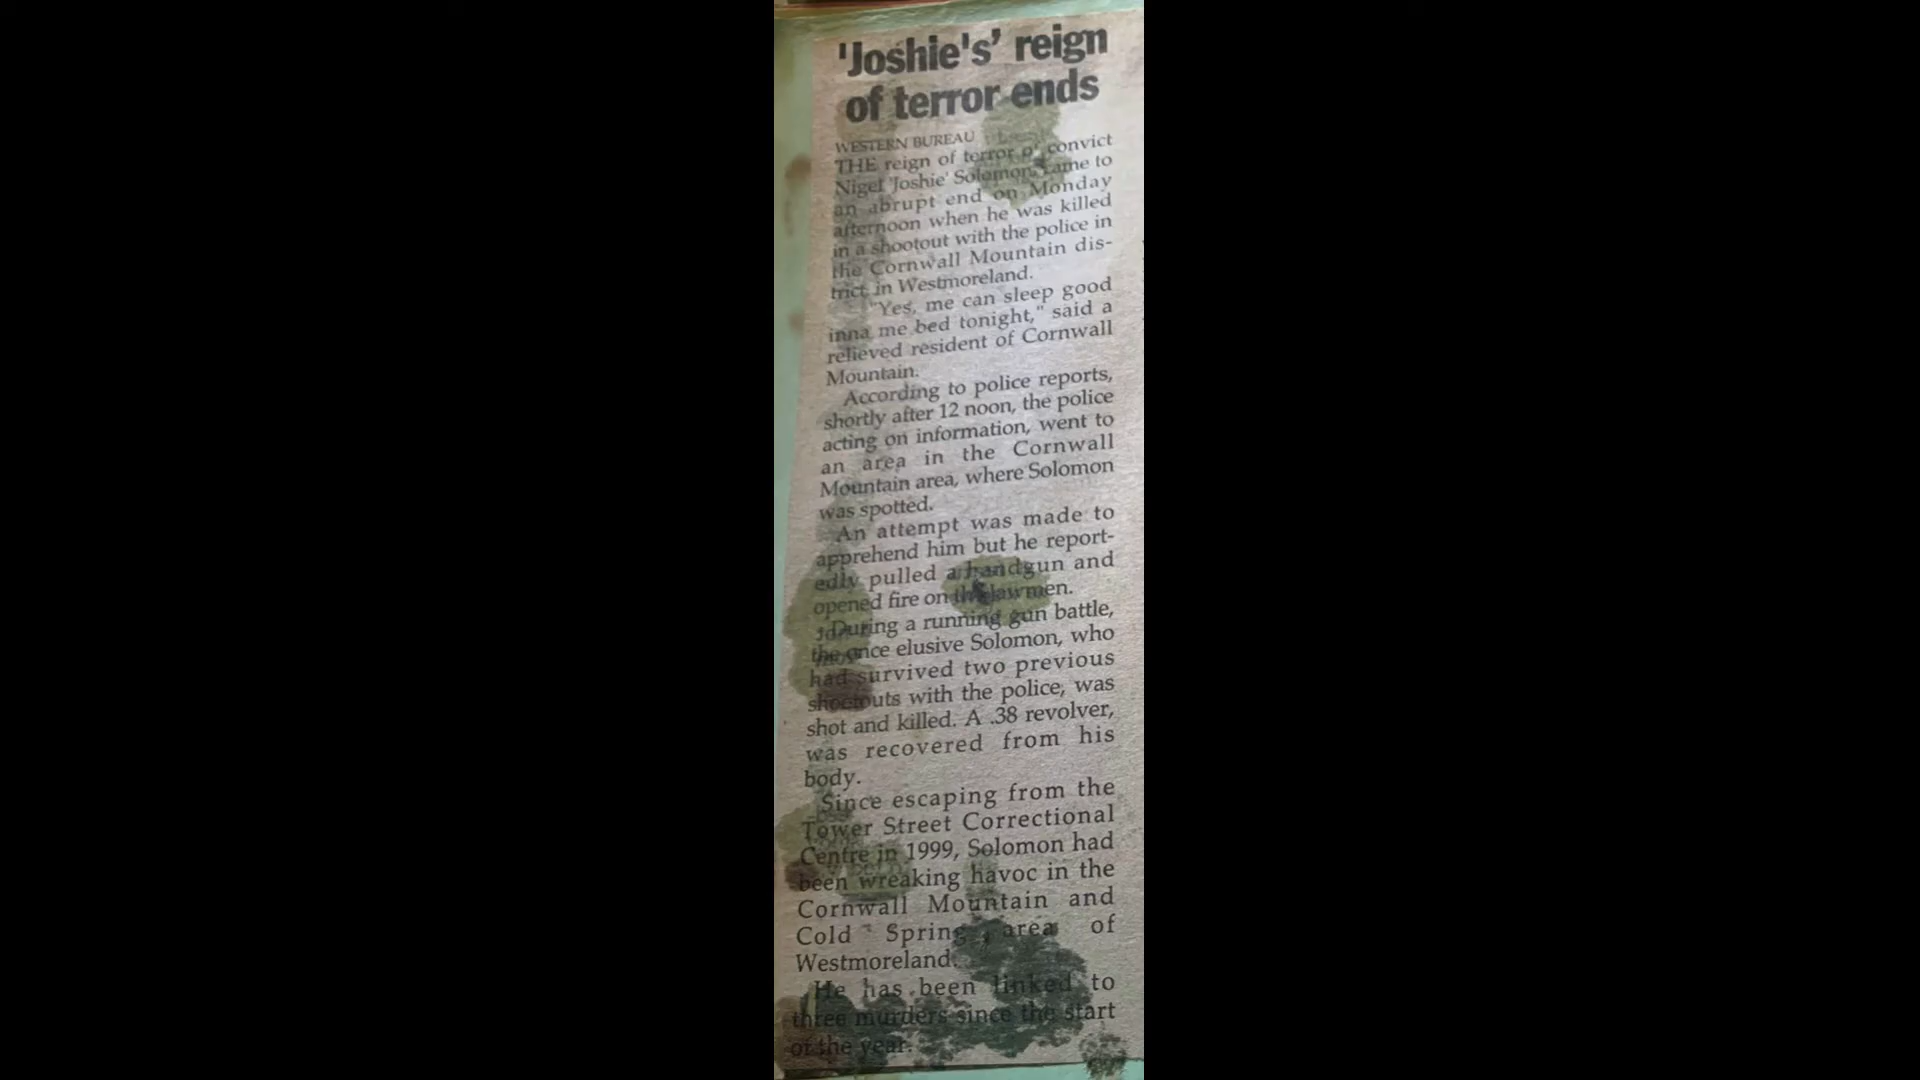 'Joshie's’ reign
of terror ends
WESTERN BUREAU
THE reign of terror of convict
Nigel 'Joshie' Solomon, came to
an abrupt end on Monday
afternoon when he was killed
in a shootout with the police in
the Cornwall Mountain dis-
trict in Westmoreland.
"Yes, me can sleep good
inna me bed tonight," said a
relieved resident of Cornwall
Mountain.
According to police reports,
shortly after 12 noon, the police
acting on information, went to
an area in the Cornwall
Mountain area, where Solomon
was spotted.
An attempt was made to
apprehend him but he report-
edly pulled a handgun and
opened fire on the lawmen.
During a running gun battle,
the once elusive Solomon, who
had survived two previous
shootouts with the police, was
shot and killed. A .38 revolver,
was recovered from his
body.
Since escaping from the
Tower Street Correctional
Centre in 1999, Solomon had
been wreaking havoc in the
Cornwall Mountain and
Cold Spring area of
Westmoreland.
He has been linked to
three murders since the start
of the year.